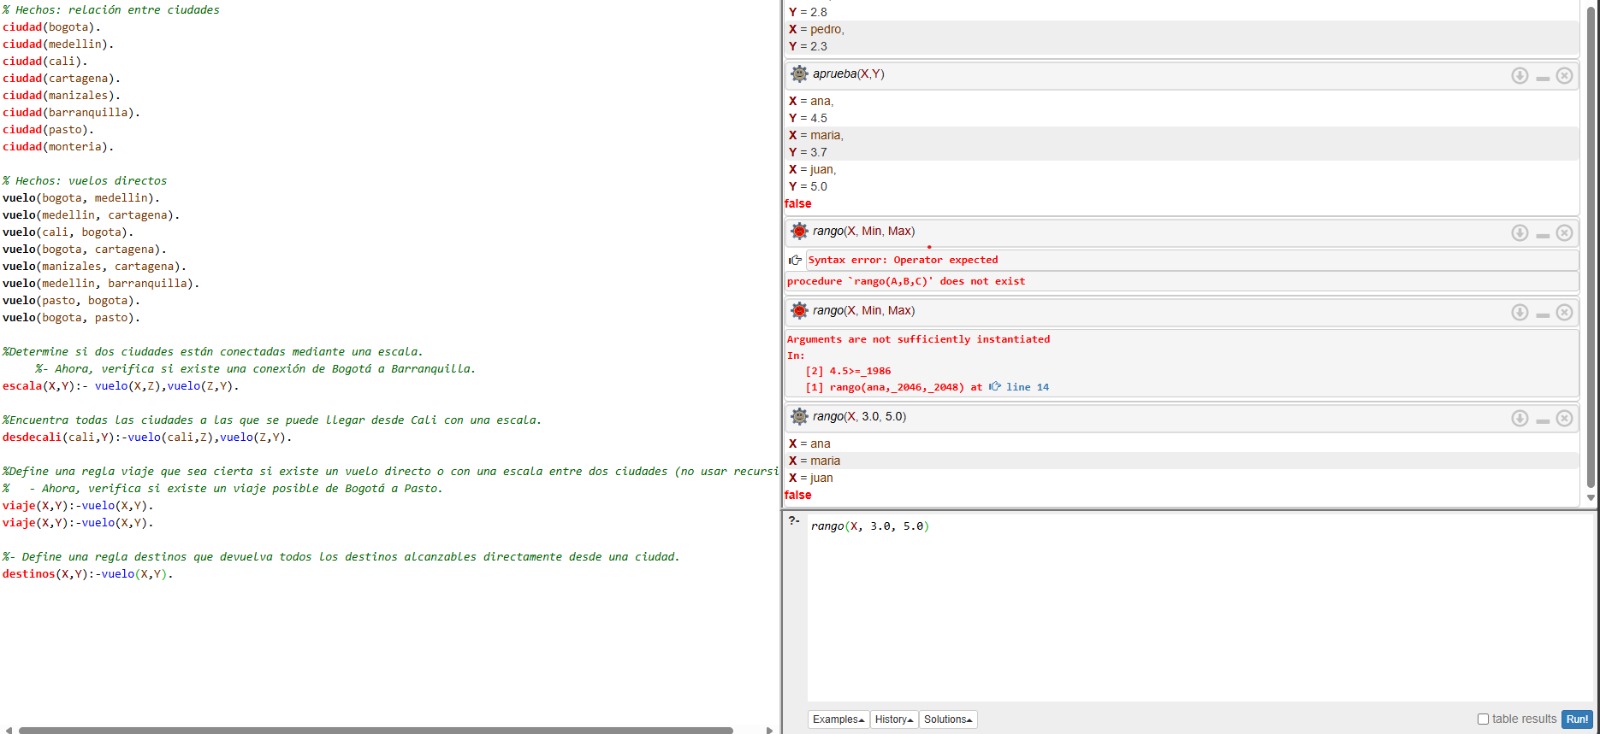 % Hechos: relación entre ciudades
ciudad(bogota).
ciudad(medellin).
ciudad(cali).
ciudad(cartagena).
ciudad(manizales).
ciudad(barranquilla).
ciudad(pasto).
ciudad(monteria).
% Hechos: vuelos directos
vuelo(bogota, medellin).
vuelo(medellin, cartagena).
vuelo(cali, bogota).
vuelo(bogota, cartagena).
vuelo(manizales, cartagena).
vuelo(medellin, barranquilla).
vuelo(pasto, bogota).
vuelo(bogota, pasto).
%Determine si dos ciudades están conectadas mediante una escala.
%- Ahora, verifica si existe una conexión de Bogotá a Barranquilla.
escala(X,Y):- vuelo(X,Z),vuelo(Z,Y).
%Encuentra todas las ciudades a las que se puede llegar desde Cali con una escala.
desdecali(cali,Y):-vuelo(cali,Z),vuelo(Z,Y).
%Define una regla viaje que sea cierta si existe un vuelo directo o con una escala entre dos ciudades (no usar recursi
% - Ahora, verifica si existe un viaje posible de Bogotá a Pasto.
viaje(X,Y):-vuelo(X,Y).
viaje(X,Y):-vuelo(X,Y).
%- Define una regla destinos que devuelva todos los destinos alcanzables directamente desde una ciudad.
destinos(X,Y):-vuelo(X,Y).
Y = 2.8
X = pedro,
Y = 2.3
aprueba(X,Y)
X = ana,
Y = 4.5
X = maria,
Y = 3.7
X = juan,
Y = 5.0
false
rango(X, Min, Max)
Syntax error: Operator expected
procedure `rango(A,B,C)' does not exist
rango(X, Min, Max)
Arguments are not sufficiently instantiated
In:
[2] 4.5>=_1986
[1] rango(ana,_2046,_2048) at line 14
rango(X, 3.0, 5.0)
X = ana
X = maria
X = juan
false
?- rango(X, 3.0, 5.0)
Examples History Solutions table results Run!